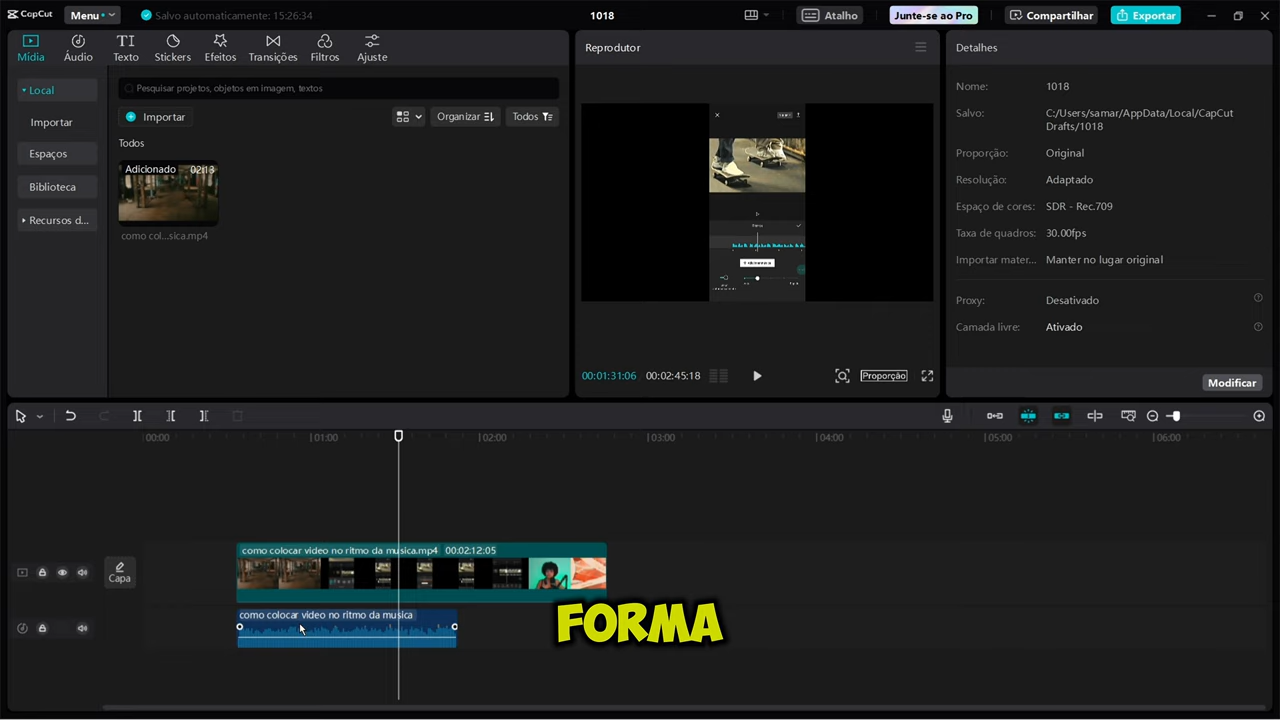 CapCut
Menu
Salvo automaticamente: 15:26:34
1018
Atalho
Junte-se ao Pro
Compartilhar
Exportar
Mídia
Áudio
Texto
Stickers
Efeitos
Transições
Filtros
Ajuste
Local
Importar
Espaços
Biblioteca
Recursos d...
Pesquisar projetos, objetos em imagem, textos
Importar
Organizar
Todos
Todos
Adicionado 02:13
como col...sica.mp4
Reprodutor
00:01:31:06 00:02:45:18
Proporção
Detalhes
Nome: 1018
Salvo: C:/Users/samar/AppData/Local/CapCut
Drafts/1018
Proporção: Original
Resolução: Adaptado
Espaço de cores: SDR - Rec.709
Taxa de quadros: 30.00fps
Importar mater... Manter no lugar original
Proxy: Desativado
Camada livre: Ativado
Modificar
00:00 01:00 02:00 03:00 04:00 05:00 06:00
como colocar video no ritmo da musica.mp4 00:02:12:05
Capa
como colocar video no ritmo da musica
FORMA